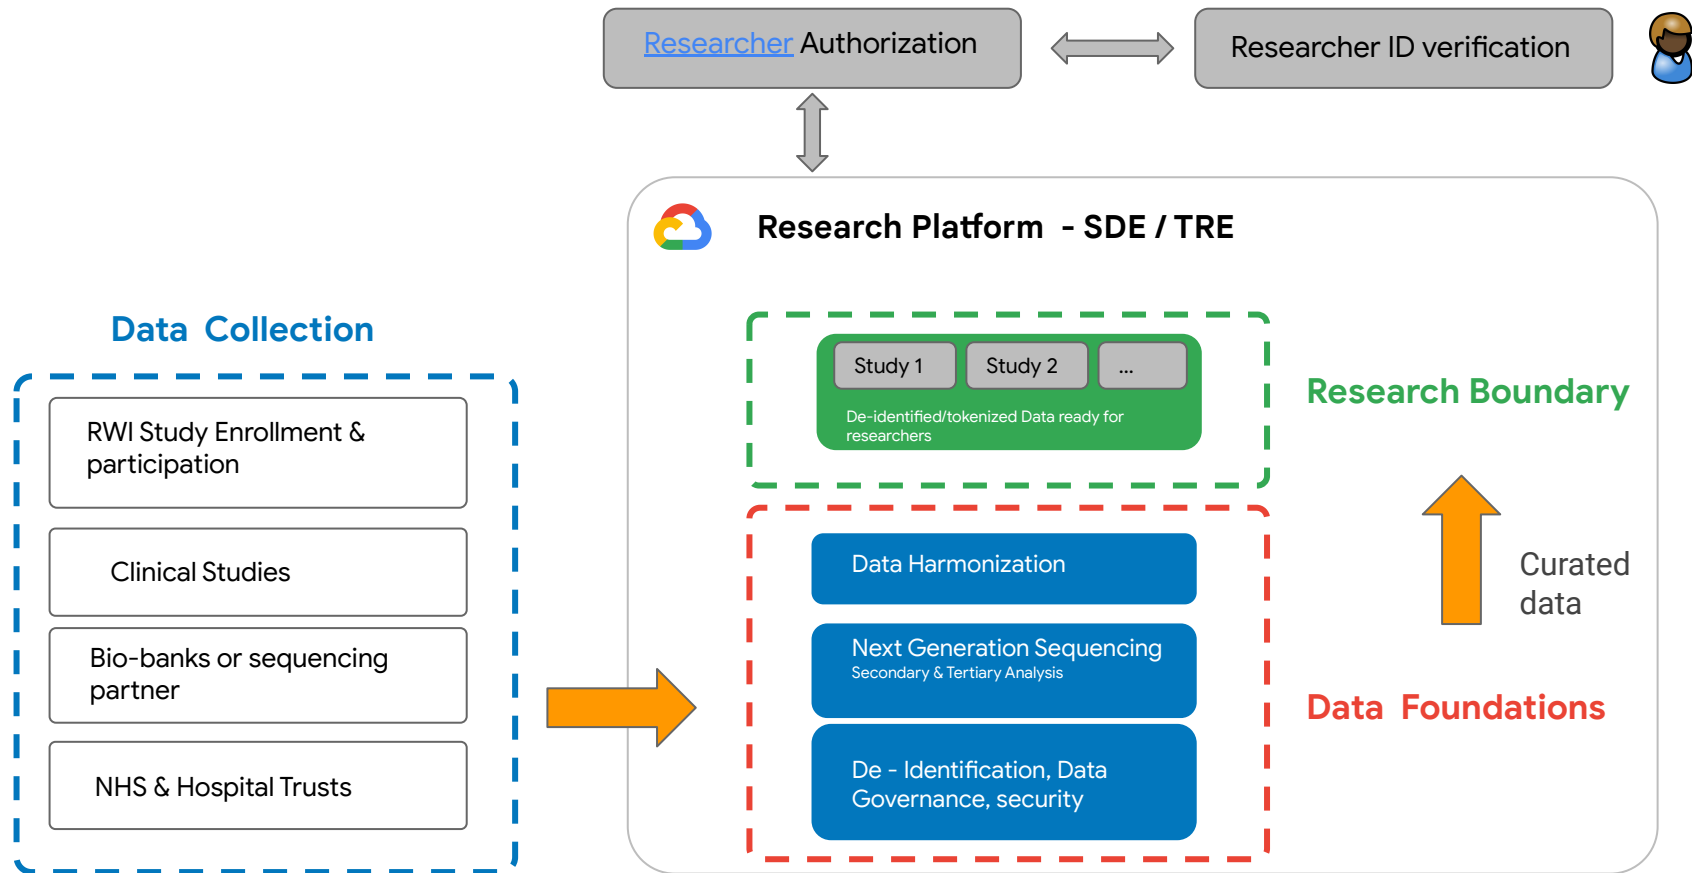 Researcher Authorization
Researcher ID verification
Research Platform - SDE / TRE
Data Collection
RWI Study Enrollment &
participation
Clinical Studies
Bio-banks or sequencing
partner
NHS & Hospital Trusts
Study 1
Study 2
...
De-identified/tokenized Data ready for
researchers
Research Boundary
Data Harmonization
Next Generation Sequencing
Secondary & Tertiary Analysis
De - Identification, Data
Governance, security
Curated
data
Data Foundations